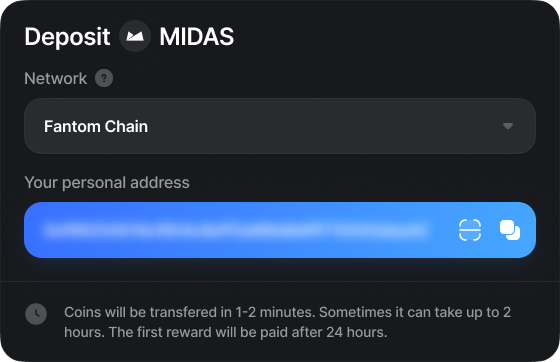 Deposit MIDAS
Network ?
Fantom Chain
Your personal address
Coins will be transfered in 1-2 minutes. Sometimes it can take up to 2
hours. The first reward will be paid after 24 hours.